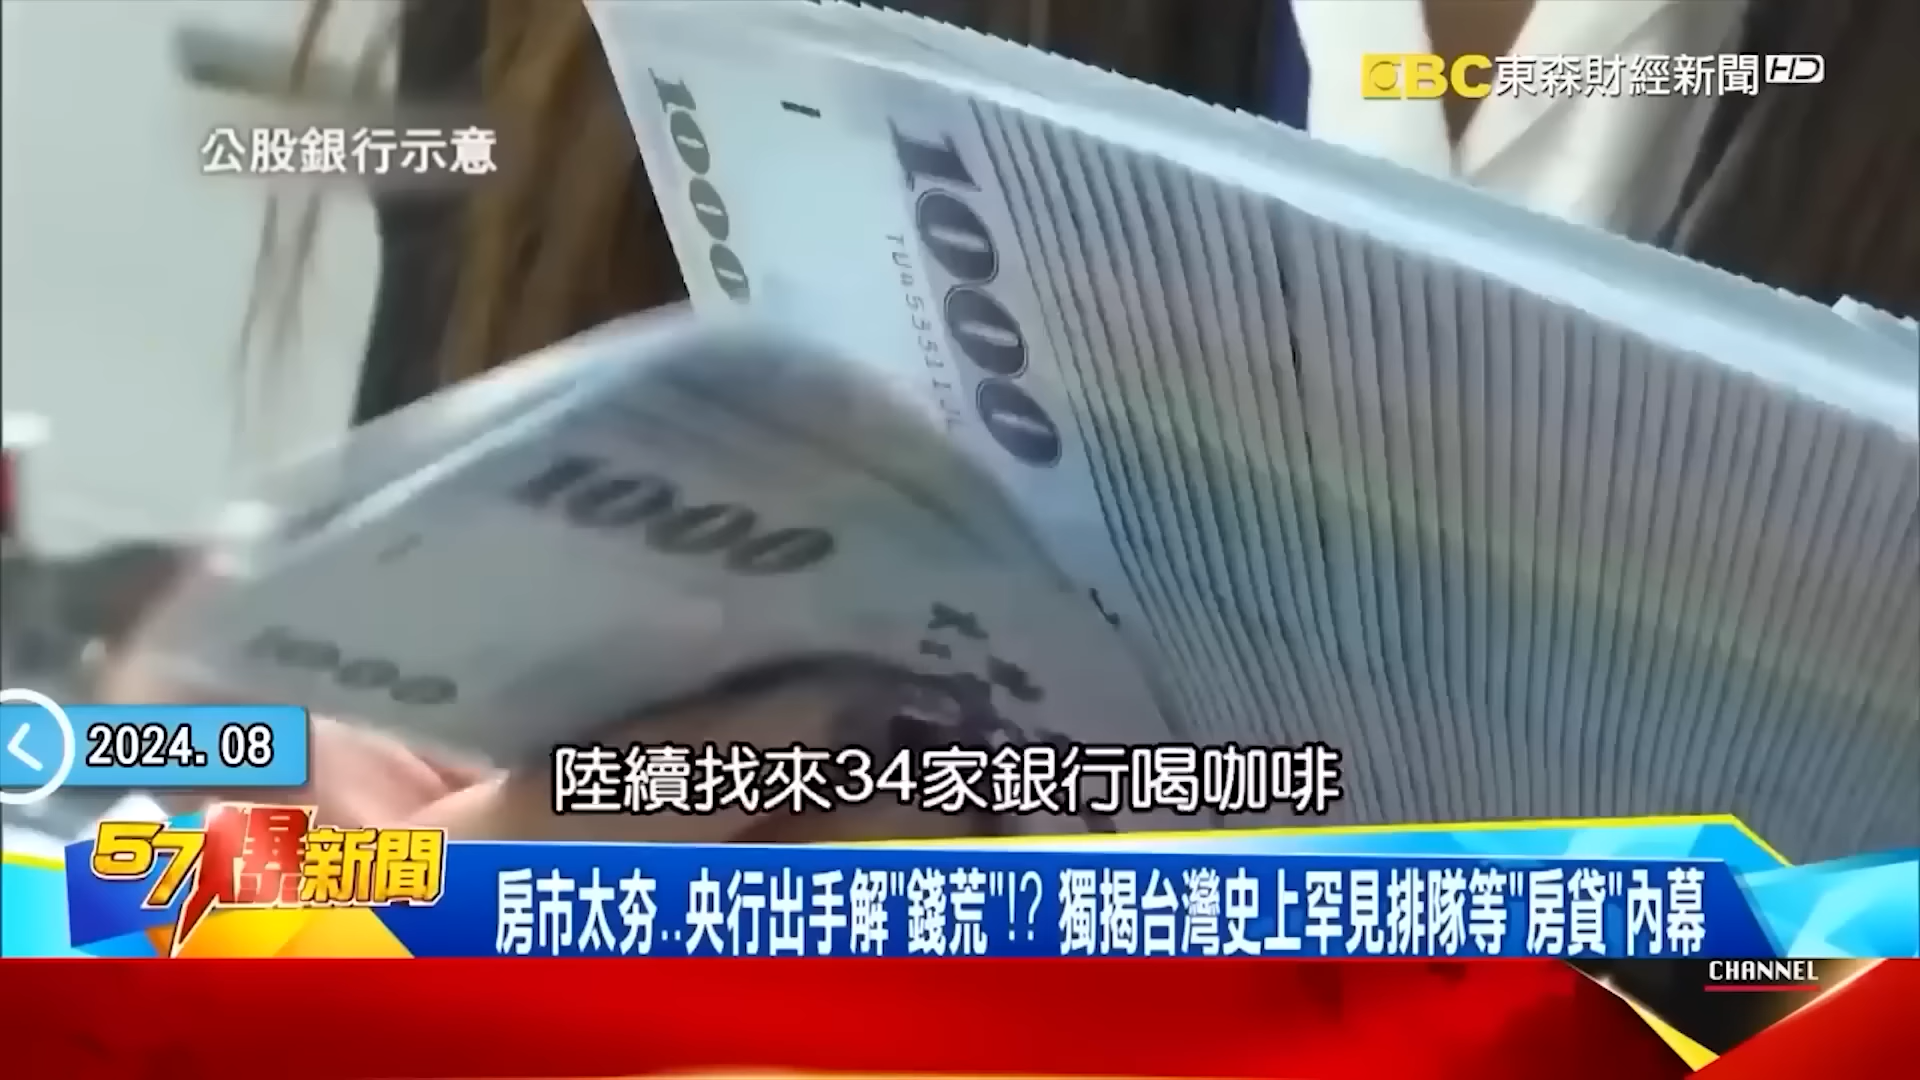 EBC東森財經新聞HD
公股銀行示意
1000
1000
1000
2024.08
陸續找來34家銀行喝咖啡
57爆新聞
房市太夯..央行出手解"錢荒"!? 獨揭台灣史上罕見排隊等"房貸"內幕
CHANNEL